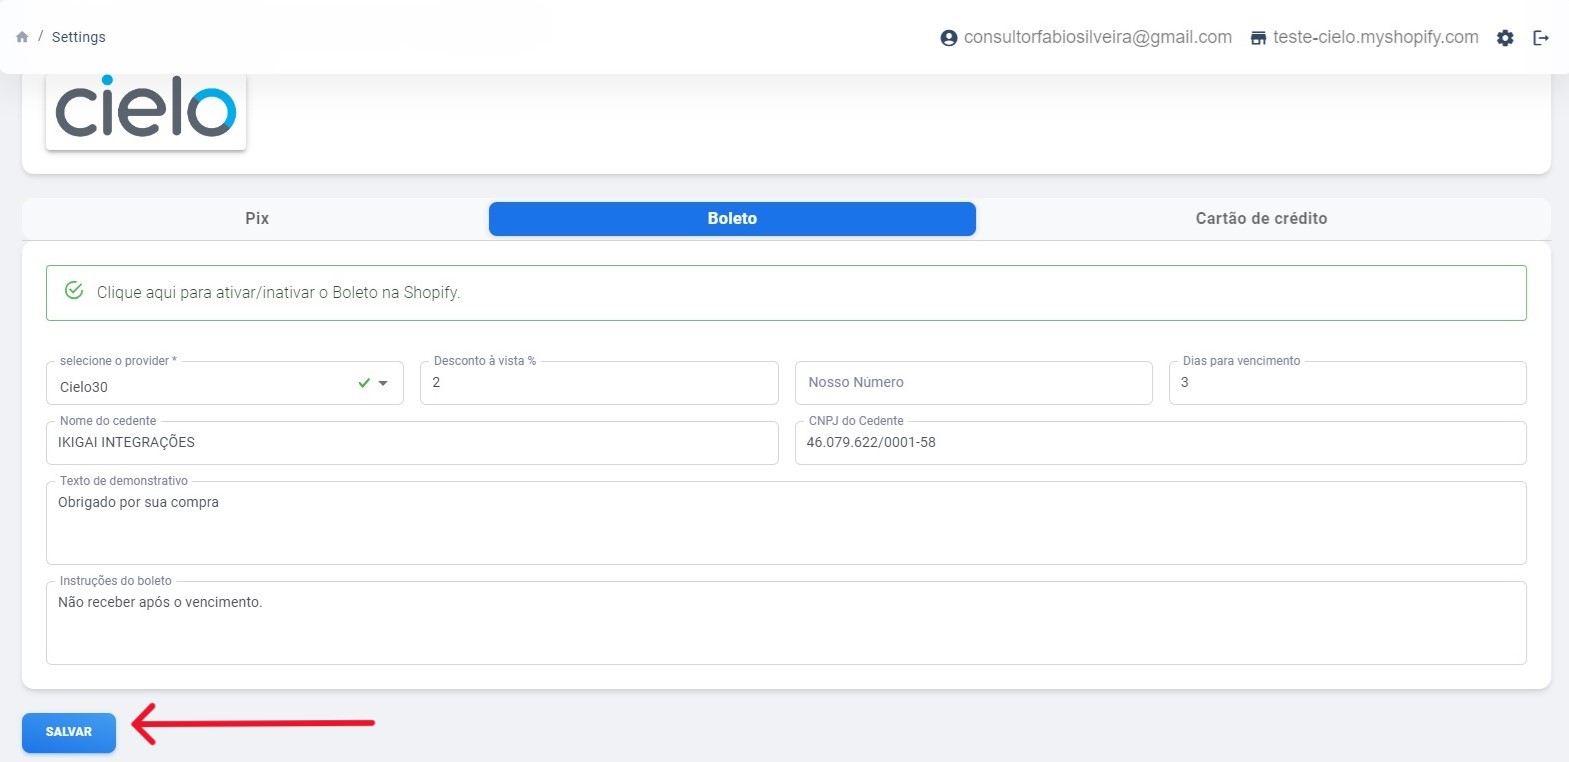 / Settings
consultorfabiosilveira@gmail.com
teste-cielo.myshopify.com
cielo
Pix
Boleto
Cartão de crédito
Clique aqui para ativar/inativar o Boleto na Shopify.
selecione o provider *
Cielo30
Desconto à vista %
2
Nosso Número
Dias para vencimento
3
Nome do cedente
IKIGAI INTEGRAÇÕES
CNPJ do Cedente
46.079.622/0001-58
Texto de demonstrativo
Obrigado por sua compra
Instruções do boleto
Não receber após o vencimento.
SALVAR